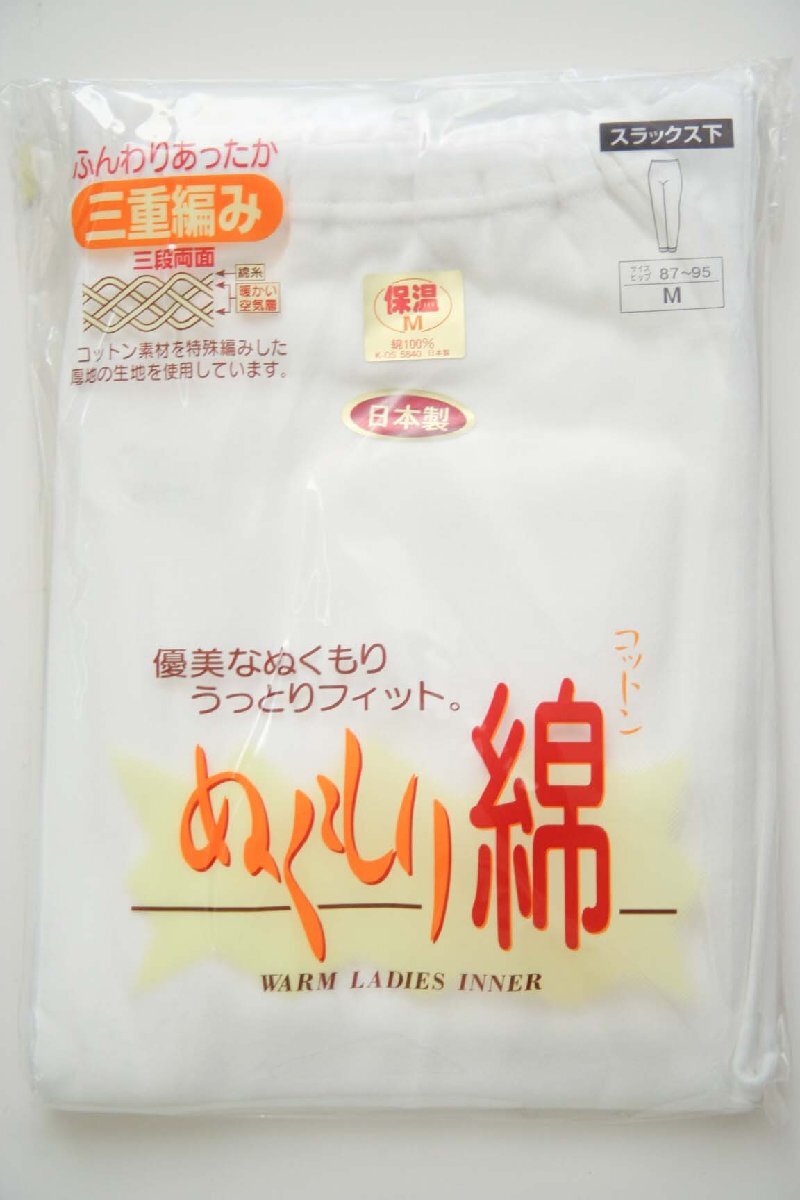 ふんわりあったか
三重編み
三段両面
綿糸
暖かい
空気層
コットン素材を特殊編みした
厚地の生地を使用しています。
保温
M
綿100%
K-OS 5840 日本製
日本製
スラックス下
サイズ
ヒップ 87~95
M
優美なぬくもり
うっとりフィット。
コットン
ぬくもり綿
WARM LADIES INNER